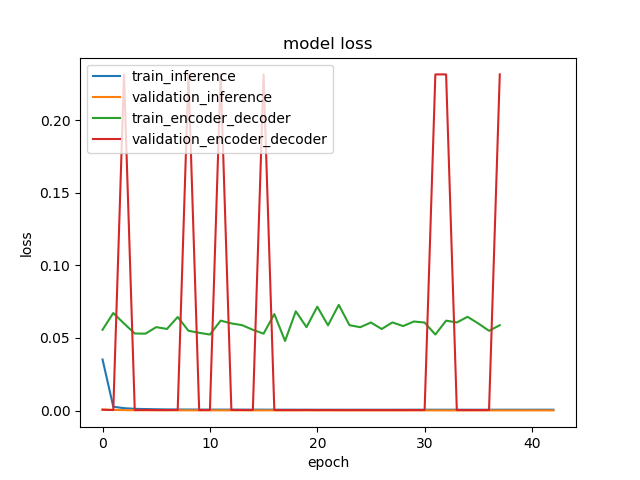 model loss
train_inference
validation_inference
train_encoder_decoder
validation_encoder_decoder
0.20
0.15
0.10
0.05
0.00
loss
0 10 20 30 40
epoch